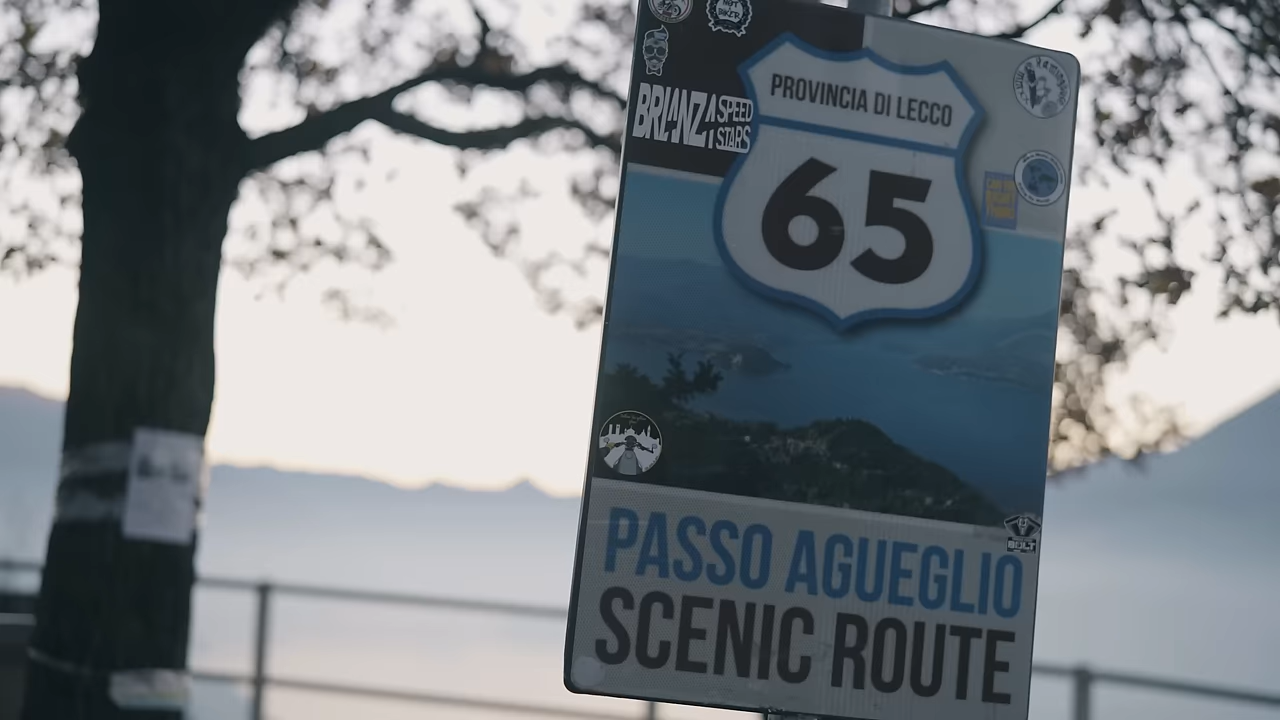 PROVINCIA DI LECCO
65
BRIANZA SPEED
STARS
PASSO AGUEGLIO
SCENIC ROUTE